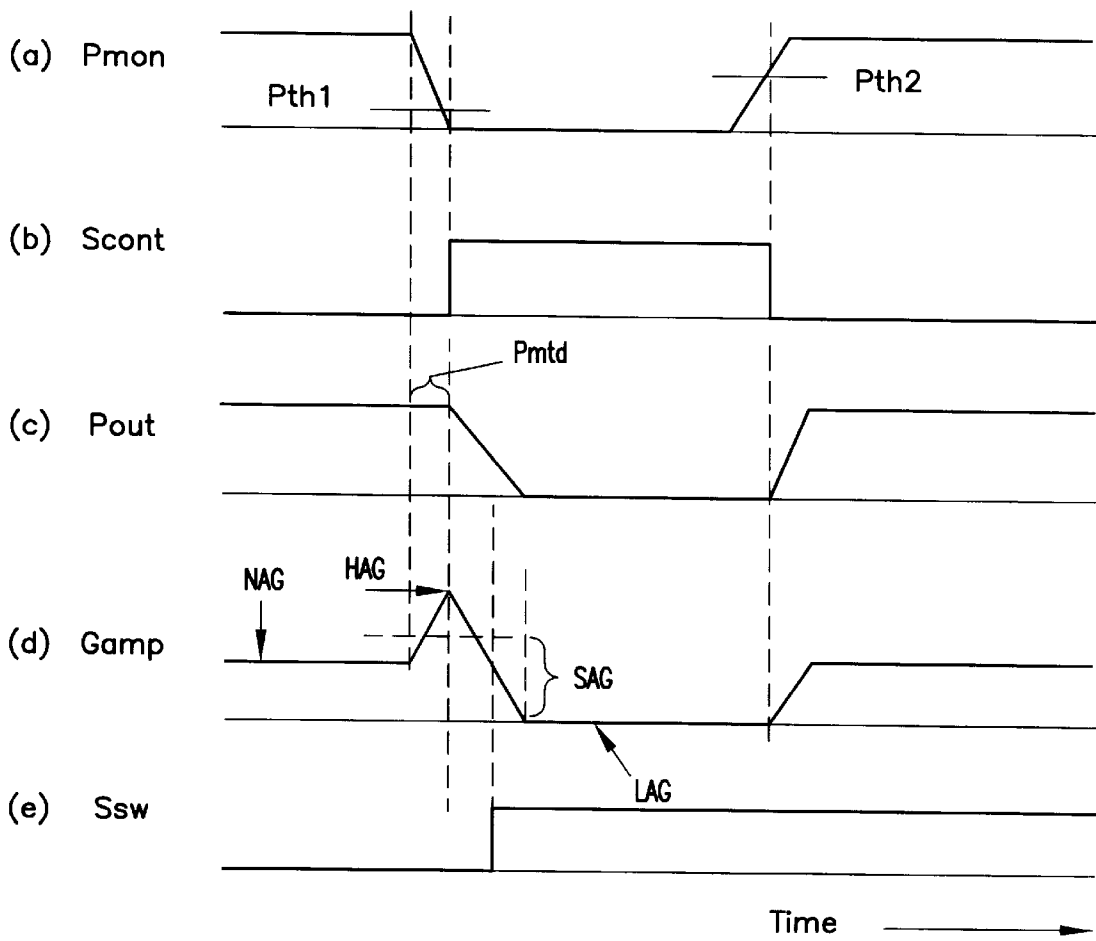 (a) Pmon
Pth1
Pth2
(b) Scont
Pmtd
(c) Pout
HAG
NAG
(d) Gamp
SAG
LAG
(e) Ssw
Time